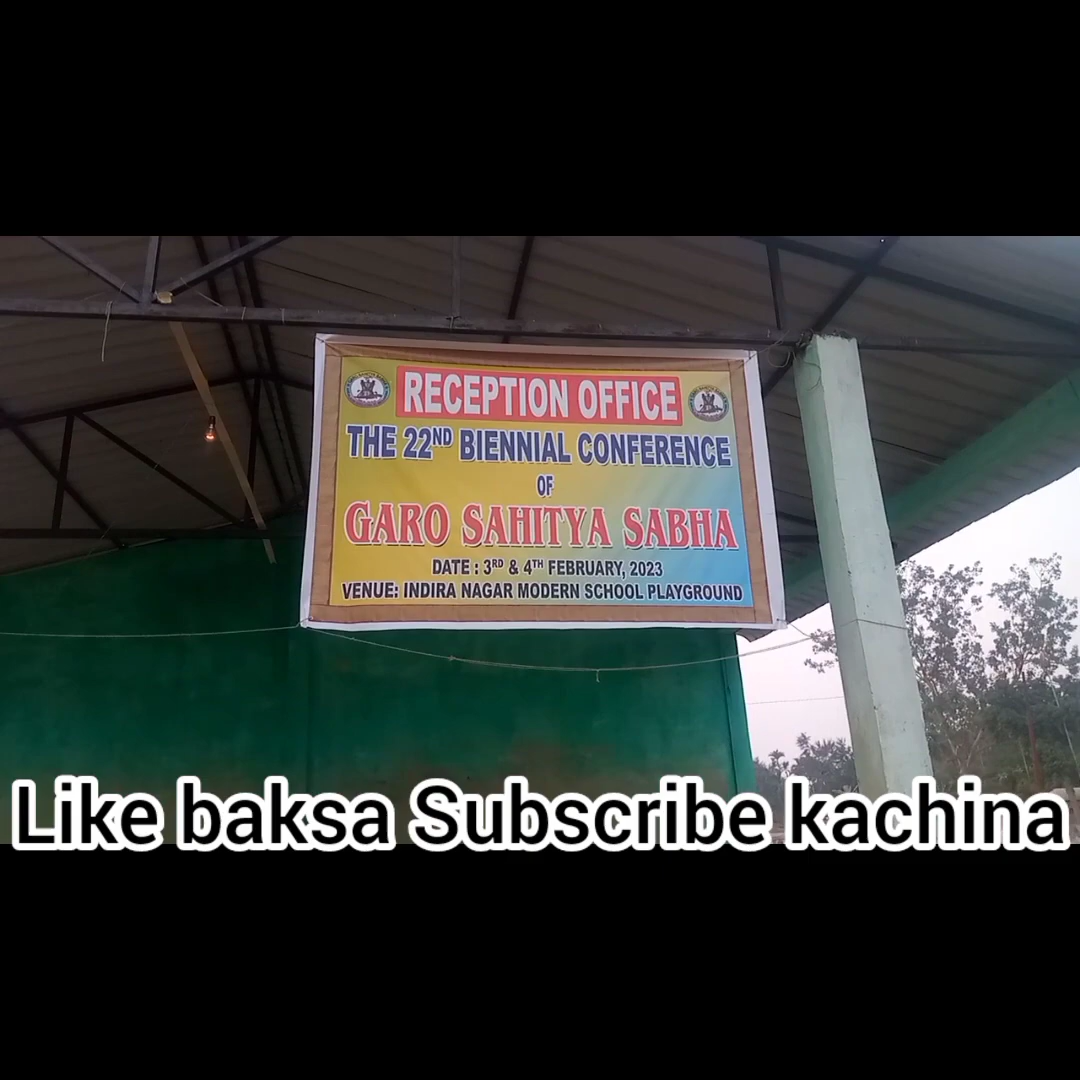 RECEPTION OFFICE
THE 22ND BIENNIAL CONFERENCE
OF
GARO SAHITYA SABHA
DATE : 3RD & 4TH FEBRUARY, 2023
VENUE: INDIRA NAGAR MODERN SCHOOL PLAYGROUND
Like baksa Subscribe kachina